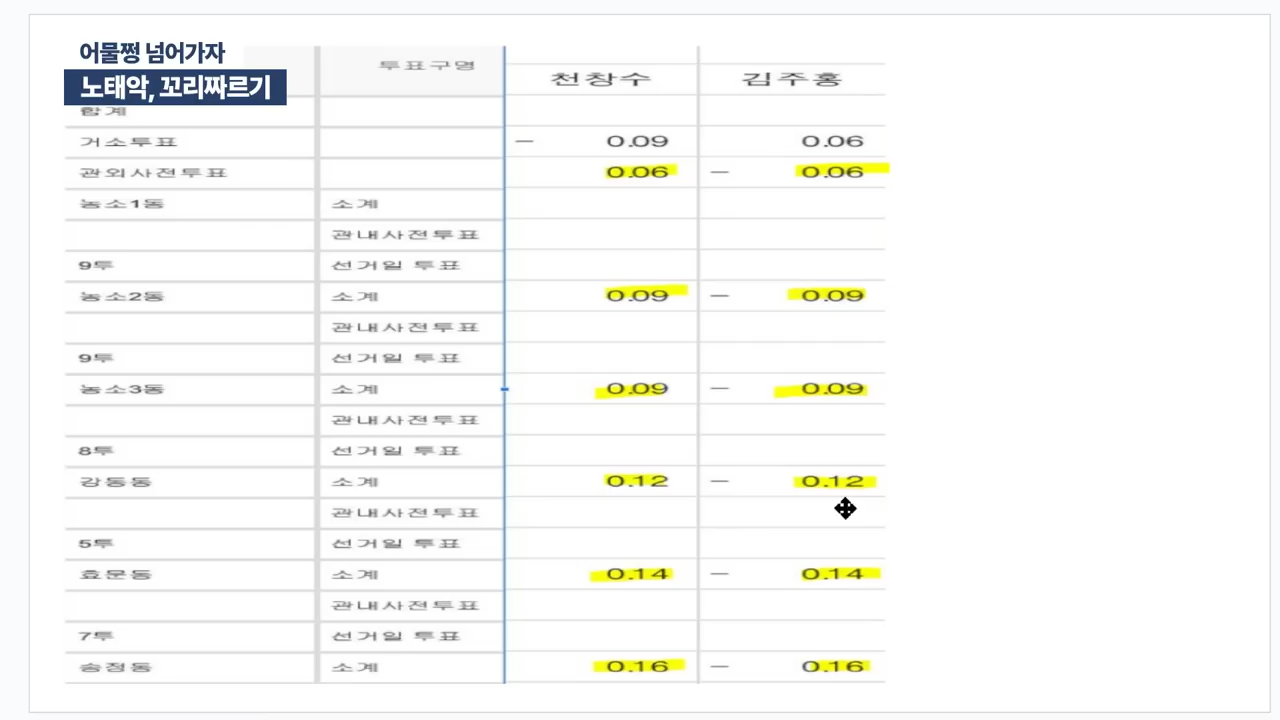 어물쩡 넘어가자
노태악, 꼬리짜르기
투표구명 천창수 김주홍
합계
거소투표 – 0.09 0.06
관외사전투표 0.06 – 0.06
농소1동 소계
관내사전투표
9투 선거일 투표
농소2동 소계 0.09 – 0.09
관내사전투표
9투 선거일 투표
농소3동 소계 0.09 – 0.09
관내사전투표
8투 선거일 투표
강동동 소계 0.12 – 0.12
관내사전투표
5투 선거일 투표
효문동 소계 0.14 – 0.14
관내사전투표
7투 선거일 투표
송정동 소계 0.16 – 0.16